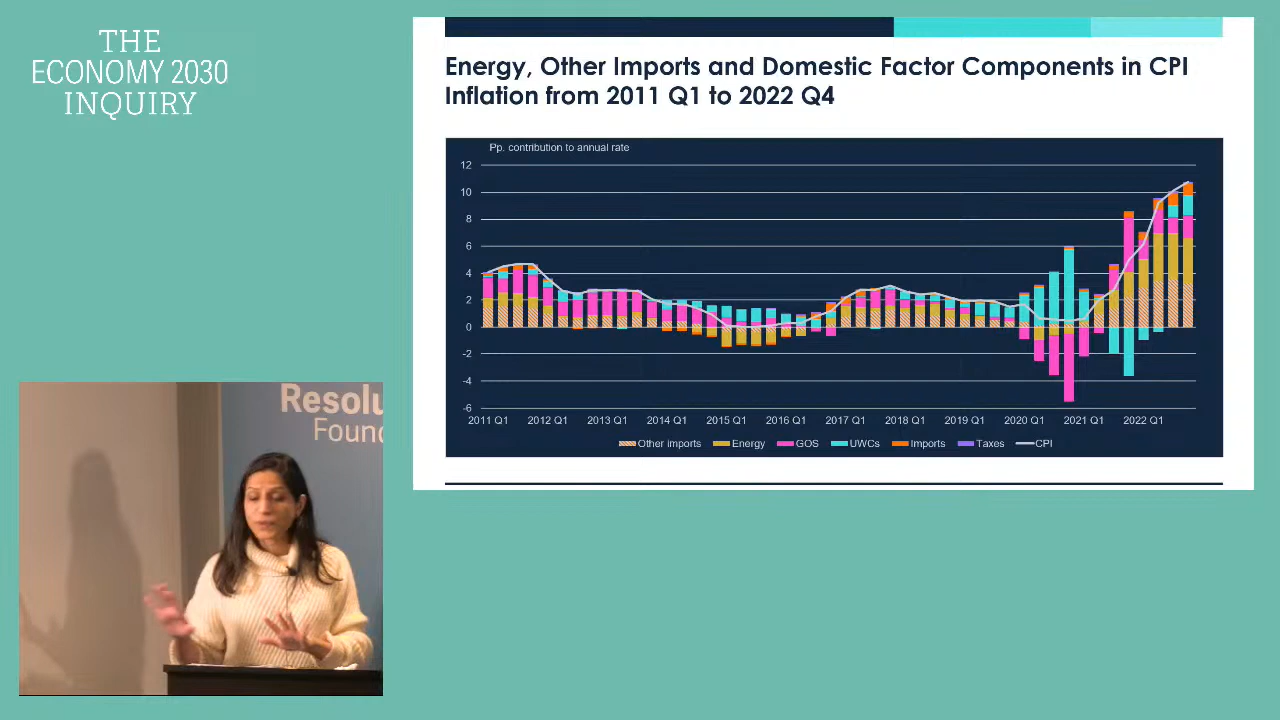 THE
ECONOMY 2030
INQUIRY
Energy, Other Imports and Domestic Factor Components in CPI
Inflation from 2011 Q1 to 2022 Q4
Pp. contribution to annual rate
12
10
8
6
4
2
0
-2
-4
-6
2011 Q1 2012 Q1 2013 Q1 2014 Q1 2015 Q1 2016 Q1 2017 Q1 2018 Q1 2019 Q1 2020 Q1 2021 Q1 2022 Q1
Other imports Energy GOS UWCs Imports Taxes CPI
Resolu
Found